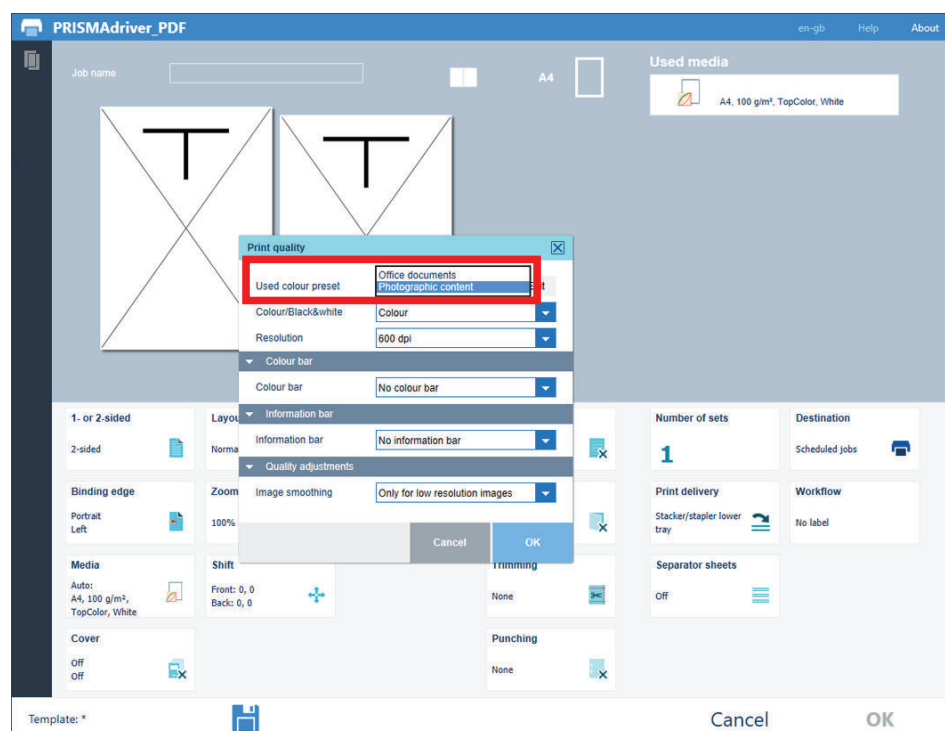 PRISMAdriver_PDF
en-gb Help About
Job name
A4
Used media
A4, 100 g/m², TopColor, White
T T
Print quality
Used colour preset
Office documents
Photographic content
Colour/Black&white Colour
Resolution 600 dpi
Colour bar
Colour bar No colour bar
Information bar
Information bar No information bar
Quality adjustments
Image smoothing Only for low resolution images
Cancel OK
1- or 2-sided
2-sided
Number of sets
1
Destination
Scheduled jobs
Binding edge
Portrait
Left
Zoom
100%
Print delivery
Stacker/stapler lower
tray
Workflow
No label
Media
Auto:
A4, 100 g/m²,
TopColor, White
Shift
Front: 0, 0
Back: 0, 0
Trimming
None
Separator sheets
Off
Cover
Off
Off
Punching
None
Template: *
Cancel OK